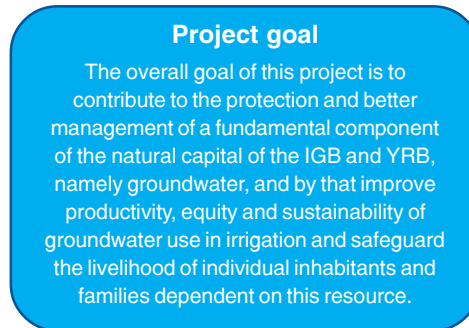 Project goal
The overall goal of this project is to
contribute to the protection and better
management of a fundamental component
of the natural capital of the IGB and YRB,
namely groundwater, and by that improve
productivity, equity and sustainability of
groundwater use in irrigation and safeguard
the livelihood of individual inhabitants and
families dependent on this resource.